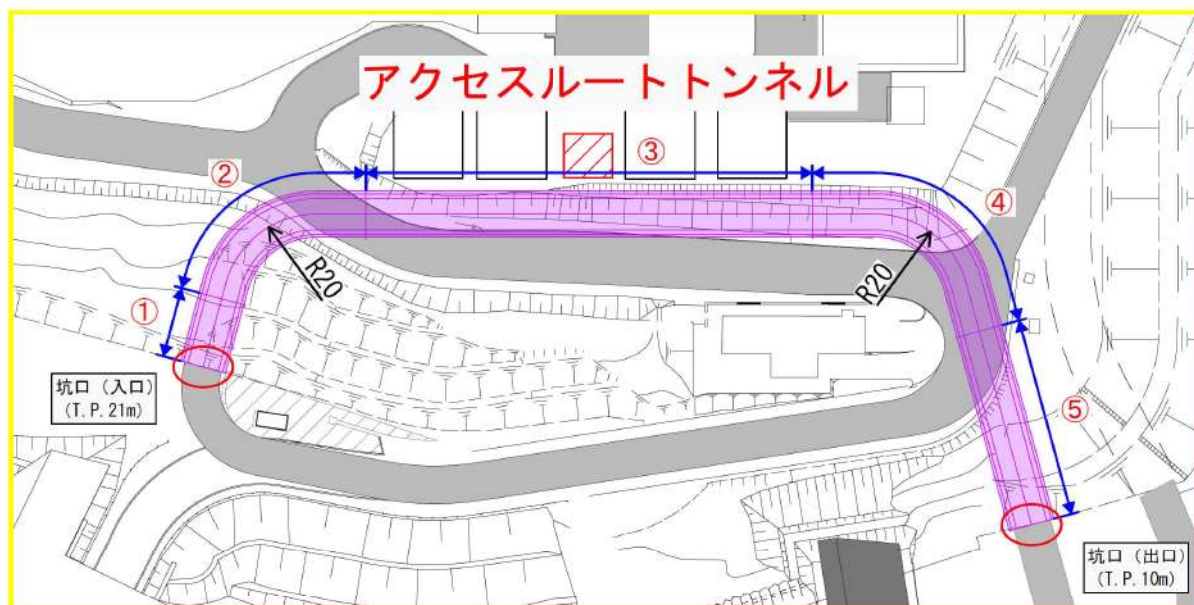 アクセスルートトンネル
②
③
④
R20
R20
①
坑口（入口）
(T.P.21m)
⑤
坑口（出口）
(T.P.10m)